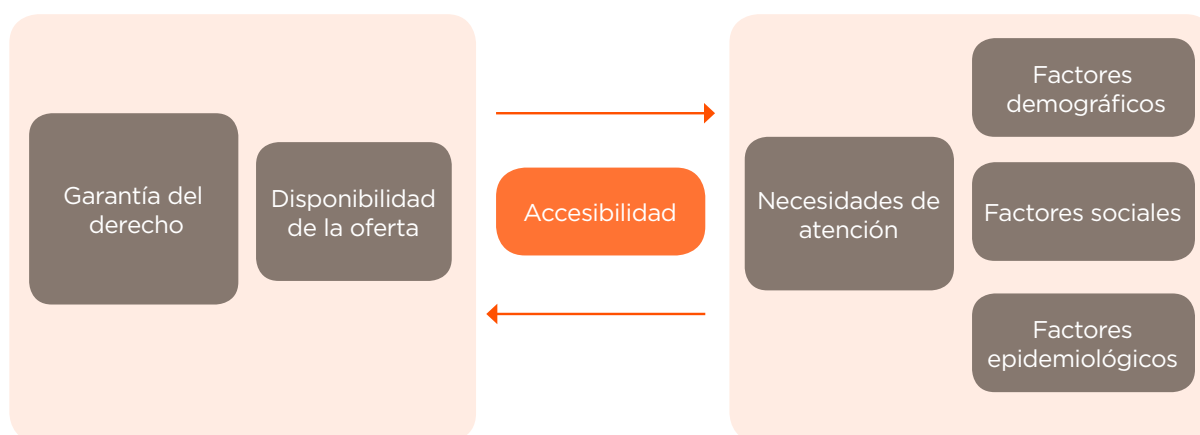 Garantía del
derecho
Disponibilidad
de la oferta
Accesibilidad
Necesidades de
atención
Factores
demográficos
Factores sociales
Factores
epidemiológicos